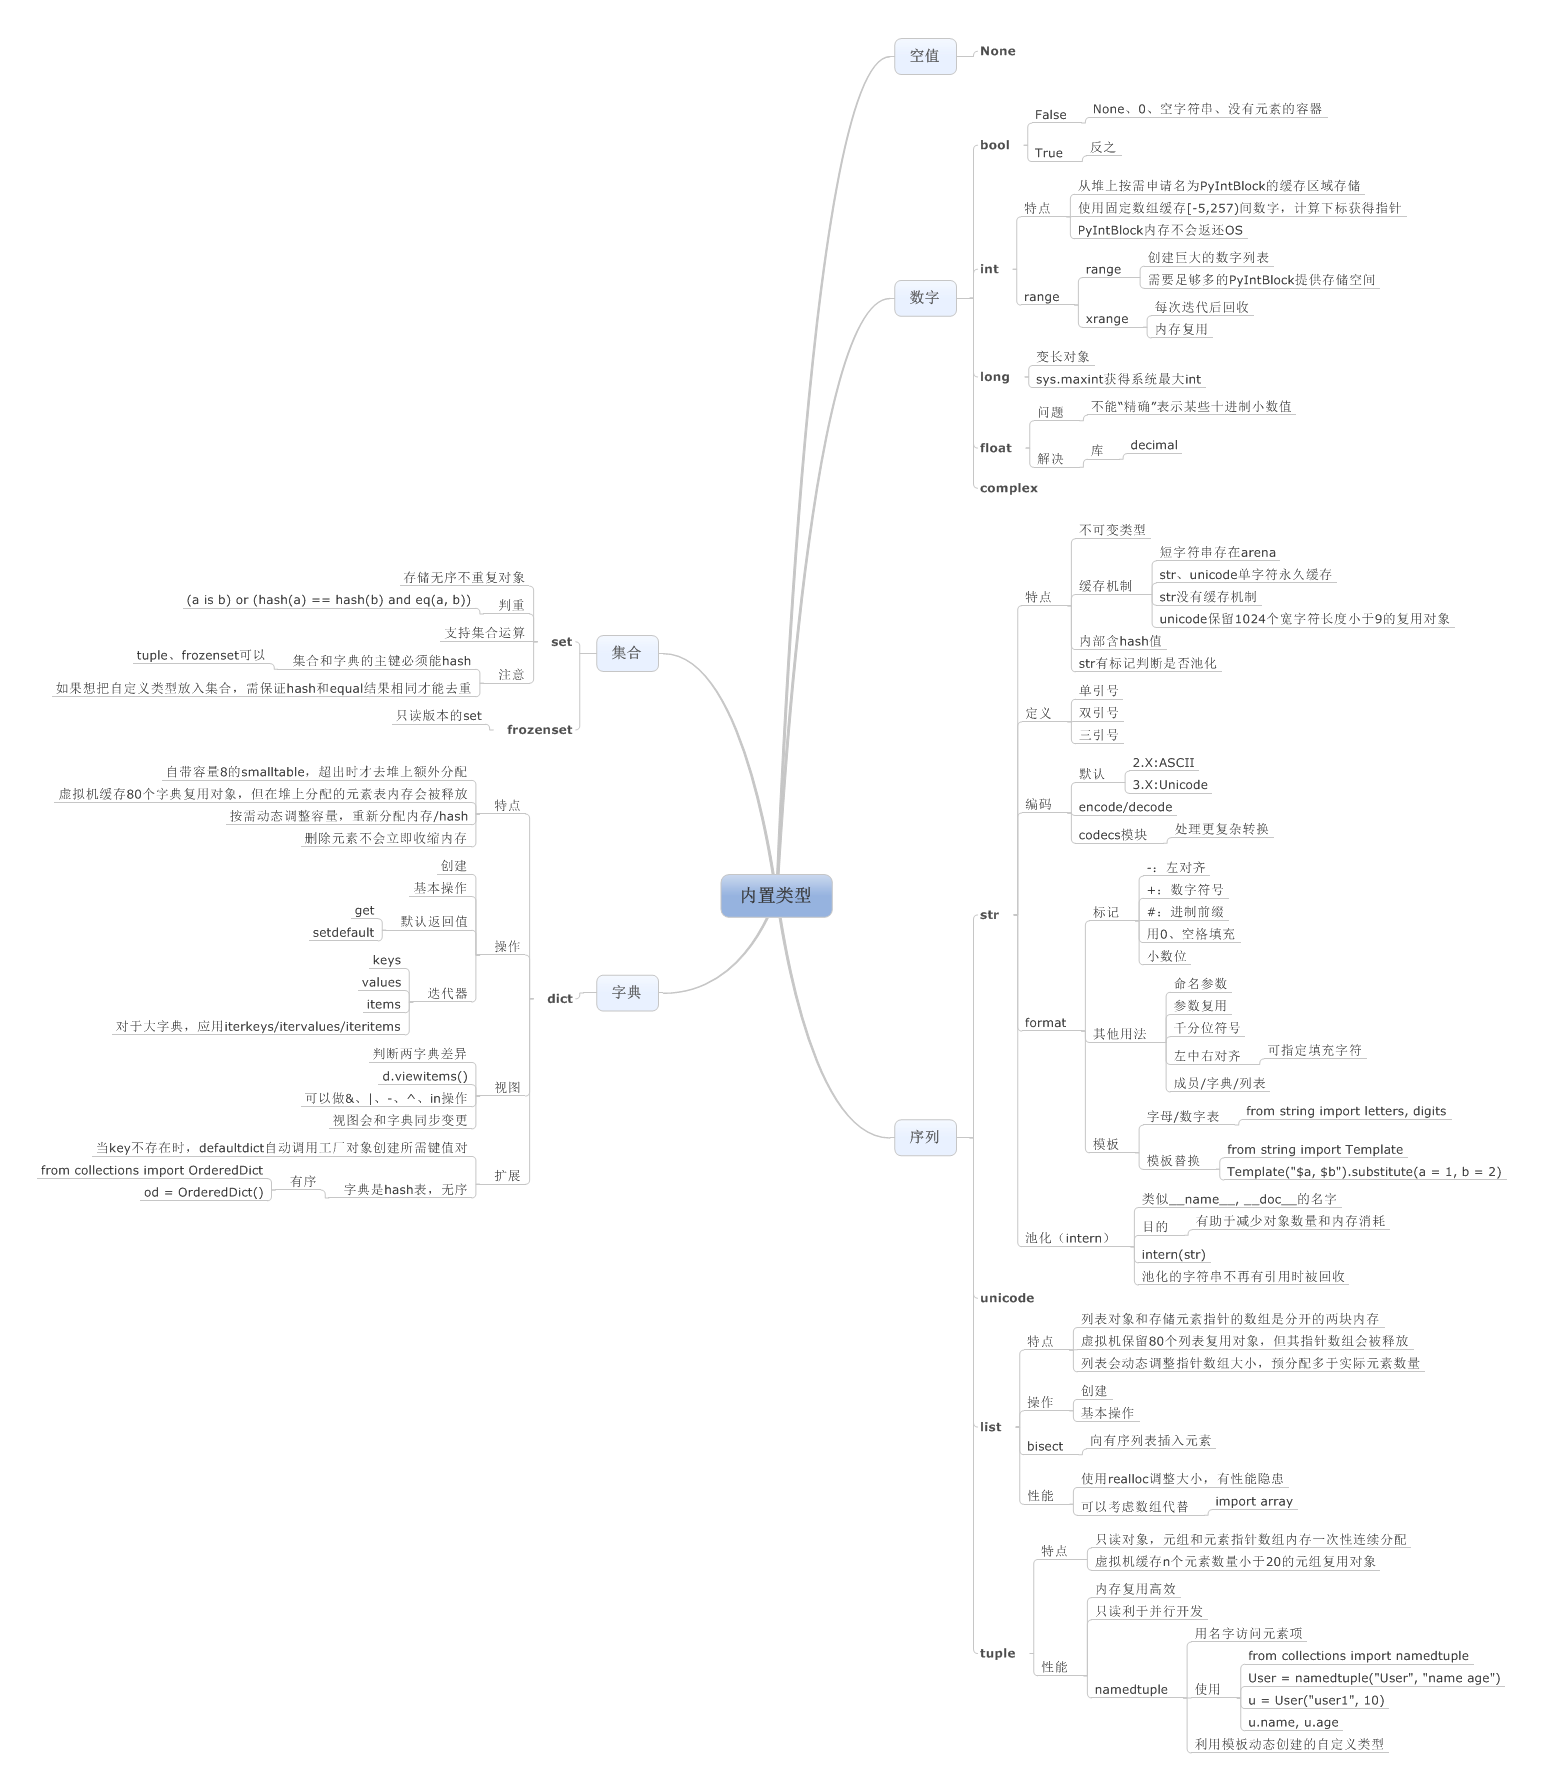 内置类型
空值
None
数字
bool
False
None、0、空字符串、没有元素的容器
True
反之
int
特点
从堆上按需申请名为PyIntBlock的缓存区域存储
使用固定数组缓存[-5,257)间数字，计算下标获得指针
PyIntBlock内存不会返还OS
range
range
创建巨大的数字列表
需要足够多的PyIntBlock提供存储空间
xrange
每次迭代后回收
内存复用
long
变长对象
sys.maxint获得系统最大int
float
问题
不能“精确”表示某些十进制小数值
解决
库
decimal
complex
序列
str
特点
不可变类型
缓存机制
短字符串存在arena
str、unicode单字符永久缓存
str没有缓存机制
unicode保留1024个宽字符长度小于9的复用对象
内部含hash值
str有标记判断是否池化
定义
单引号
双引号
三引号
编码
默认
2.X:ASCII
3.X:Unicode
encode/decode
codecs模块
处理更复杂转换
format
标记
-：左对齐
+：数字符号
#：进制前缀
用0、空格填充
小数位
其他用法
命名参数
参数复用
千分位符号
左中右对齐
可指定填充字符
成员/字典/列表
模板
字母/数字表
from string import letters, digits
模板替换
from string import Template
Template("$a, $b").substitute(a = 1, b = 2)
池化（intern）
类似__name__, __doc__的名字
目的
有助于减少对象数量和内存消耗
intern(str)
池化的字符串不再有引用时被回收
unicode
list
特点
列表对象和存储元素指针的数组是分开的两块内存
虚拟机保留80个列表复用对象，但其指针数组会被释放
列表会动态调整指针数组大小，预分配多于实际元素数量
操作
创建
基本操作
bisect
向有序列表插入元素
性能
使用realloc调整大小，有性能隐患
可以考虑数组代替
import array
tuple
特点
只读对象，元组和元素指针数组内存一次性连续分配
虚拟机缓存n个元素数量小于20的元组复用对象
性能
内存复用高效
只读利于并行开发
namedtuple
用名字访问元素项
使用
from collections import namedtuple
User = namedtuple("User", "name age")
u = User("user1", 10)
u.name, u.age
利用模板动态创建的自定义类型
集合
set
存储无序不重复对象
判重
(a is b) or (hash(a) == hash(b) and eq(a, b))
支持集合运算
注意
集合和字典的主键必须能hash
tuple、frozenset可以
如果想把自定义类型放入集合，需保证hash和equal结果相同才能去重
frozenset
只读版本的set
字典
dict
特点
自带容量8的smalltable，超出时才去堆上额外分配
虚拟机缓存80个字典复用对象，但在堆上分配的元素表内存会被释放
按需动态调整容量，重新分配内存/hash
删除元素不会立即收缩内存
操作
创建
基本操作
默认返回值
get
setdefault
迭代器
keys
values
items
对于大字典，应用iterkeys/itervalues/iteritems
视图
判断两字典差异
d.viewitems()
可以做&、|、-、^、in操作
视图会和字典同步变更
扩展
当key不存在时，defaultdict自动调用工厂对象创建所需键值对
字典是hash表，无序
有序
from collections import OrderedDict
od = OrderedDict()